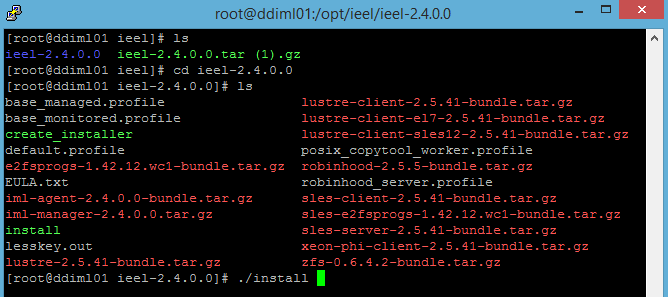 root@ddiml01:/opt/ieel/ieel-2.4.0.0
[root@ddiml01 ieel]# ls
ieel-2.4.0.0  ieel-2.4.0.0.tar (1).gz
[root@ddiml01 ieel]# cd ieel-2.4.0.0
[root@ddiml01 ieel-2.4.0.0]# ls
base_managed.profile                 lustre-client-2.5.41-bundle.tar.gz
base_monitored.profile               lustre-client-el7-2.5.41-bundle.tar.gz
create_installer                     lustre-client-sles12-2.5.41-bundle.tar.gz
default.profile                      posix_copytool_worker.profile
e2fsprogs-1.42.12.wc1-bundle.tar.gz  robinhood-2.5.5-bundle.tar.gz
EULA.txt                             robinhood_server.profile
iml-agent-2.4.0.0-bundle.tar.gz      sles-client-2.5.41-bundle.tar.gz
iml-manager-2.4.0.0.tar.gz           sles-e2fsprogs-1.42.12.wc1-bundle.tar.gz
install                              sles-server-2.5.41-bundle.tar.gz
lesskey.out                          xeon-phi-client-2.5.41-bundle.tar.gz
lustre-2.5.41-bundle.tar.gz          zfs-0.6.4.2-bundle.tar.gz
[root@ddiml01 ieel-2.4.0.0]# ./install